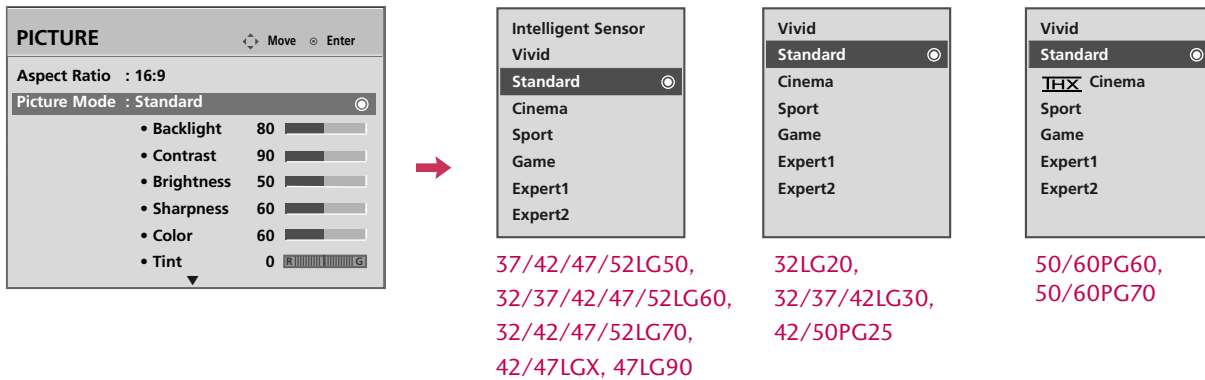 PICTURE
Move Enter
Aspect Ratio : 16:9
Picture Mode : Standard
• Backlight 80
• Contrast 90
• Brightness 50
• Sharpness 60
• Color 60
• Tint 0 R G
Intelligent Sensor
Vivid
Standard
Cinema
Sport
Game
Expert1
Expert2
37/42/47/52LG50,
32/37/42/47/52LG60,
32/42/47/52LG70,
42/47LGX, 47LG90
Vivid
Standard
Cinema
Sport
Game
Expert1
Expert2
32LG20,
32/37/42LG30,
42/50PG25
Vivid
Standard
THX Cinema
Sport
Game
Expert1
Expert2
50/60PG60,
50/60PG70